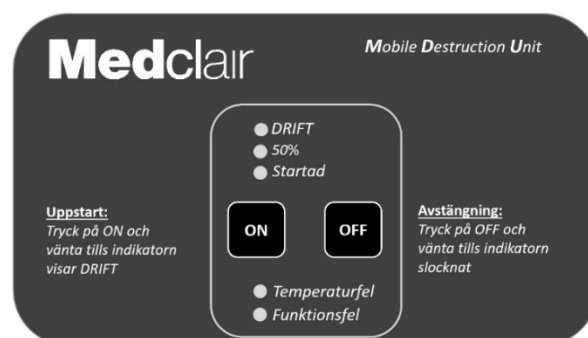 Medclair
Mobile Destruction Unit
DRIFT
50%
Startad
Uppstart:
Tryck på ON och
vänta tills indikatorn
visar DRIFT
ON
OFF
Avstängning:
Tryck på OFF och
vänta tills indikatorn
slocknat
Temperaturfel
Funktionsfel